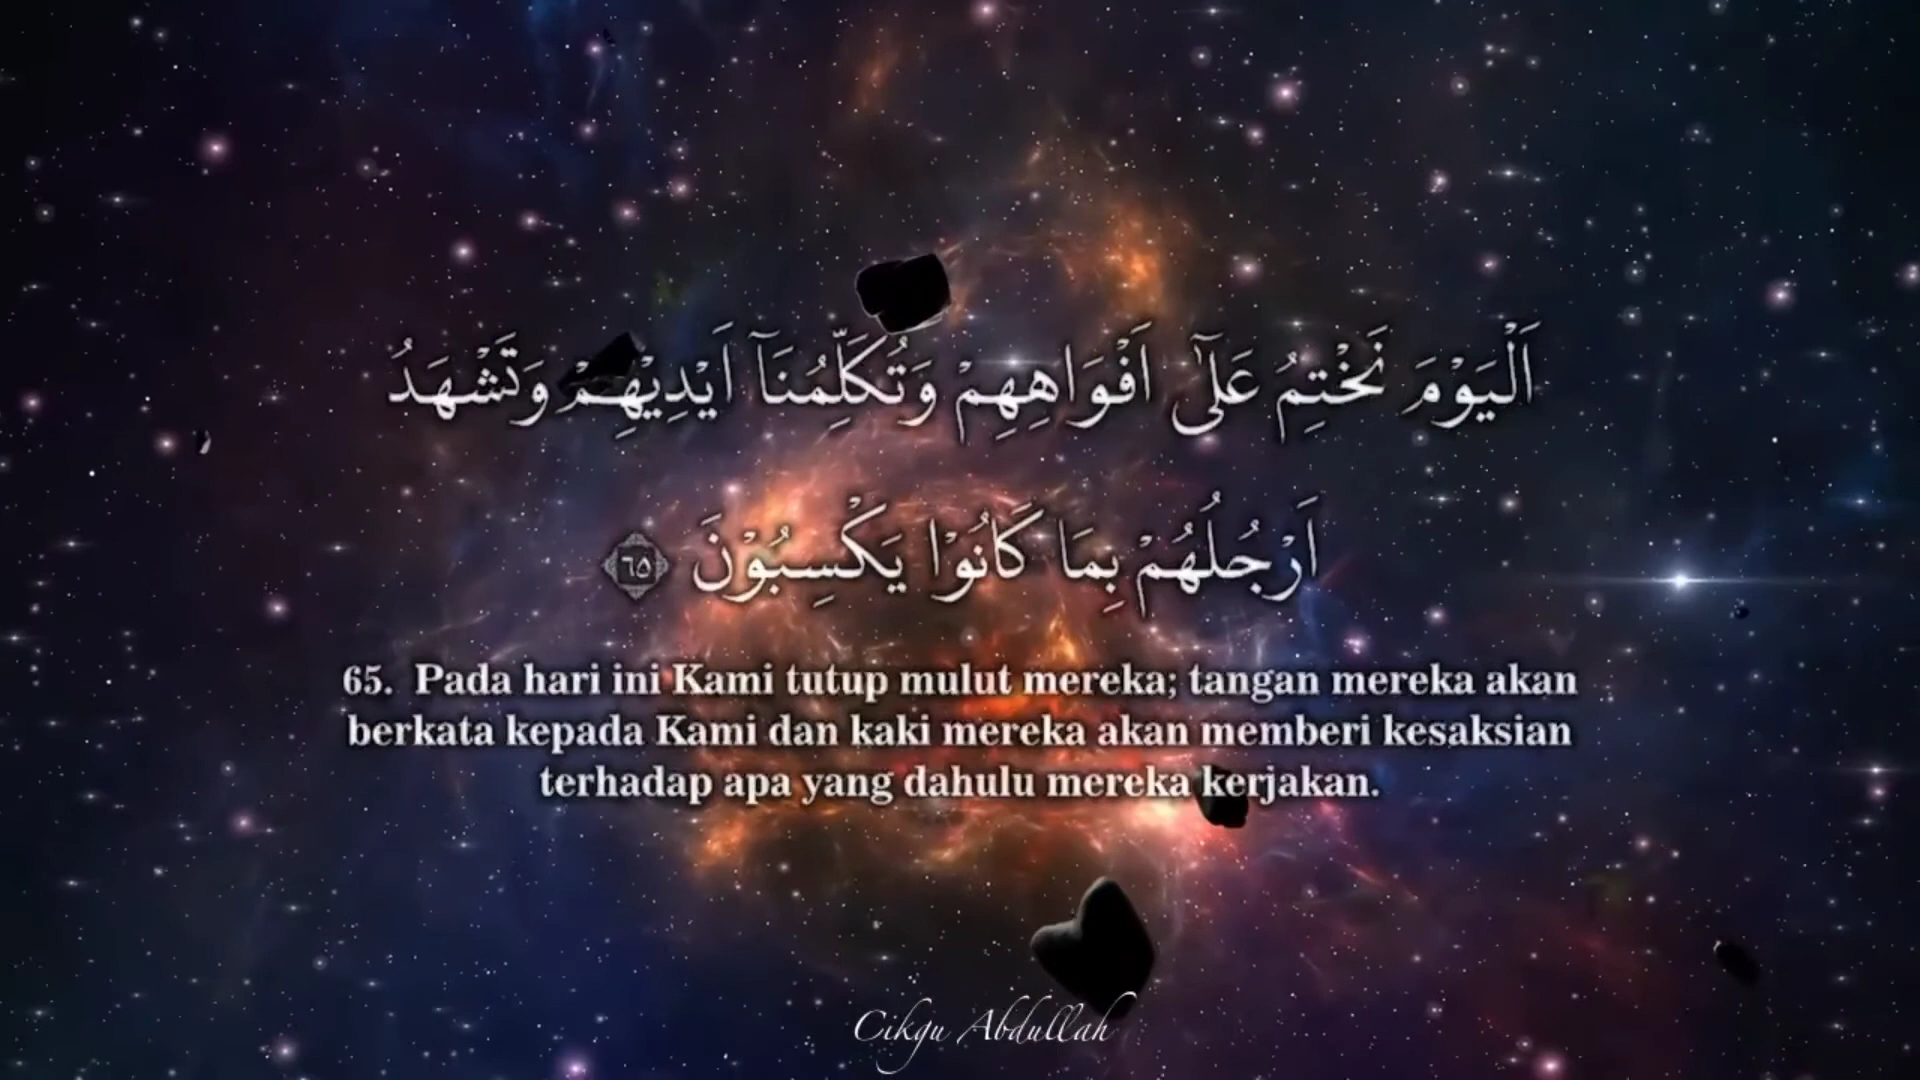 اَلْيَوْمَ نَخْتِمُ عَلٰٓى اَفْوَاهِهِمْ وَتُكَلِّمُنَآ اَيْدِيْهِمْ وَتَشْهَدُ
اَرْجُلُهُمْ بِمَا كَانُوْا يَكْسِبُوْنَ ٦٥
65. Pada hari ini Kami tutup mulut mereka; tangan mereka akan
berkata kepada Kami dan kaki mereka akan memberi kesaksian
terhadap apa yang dahulu mereka kerjakan.
Cikgu Abdullah